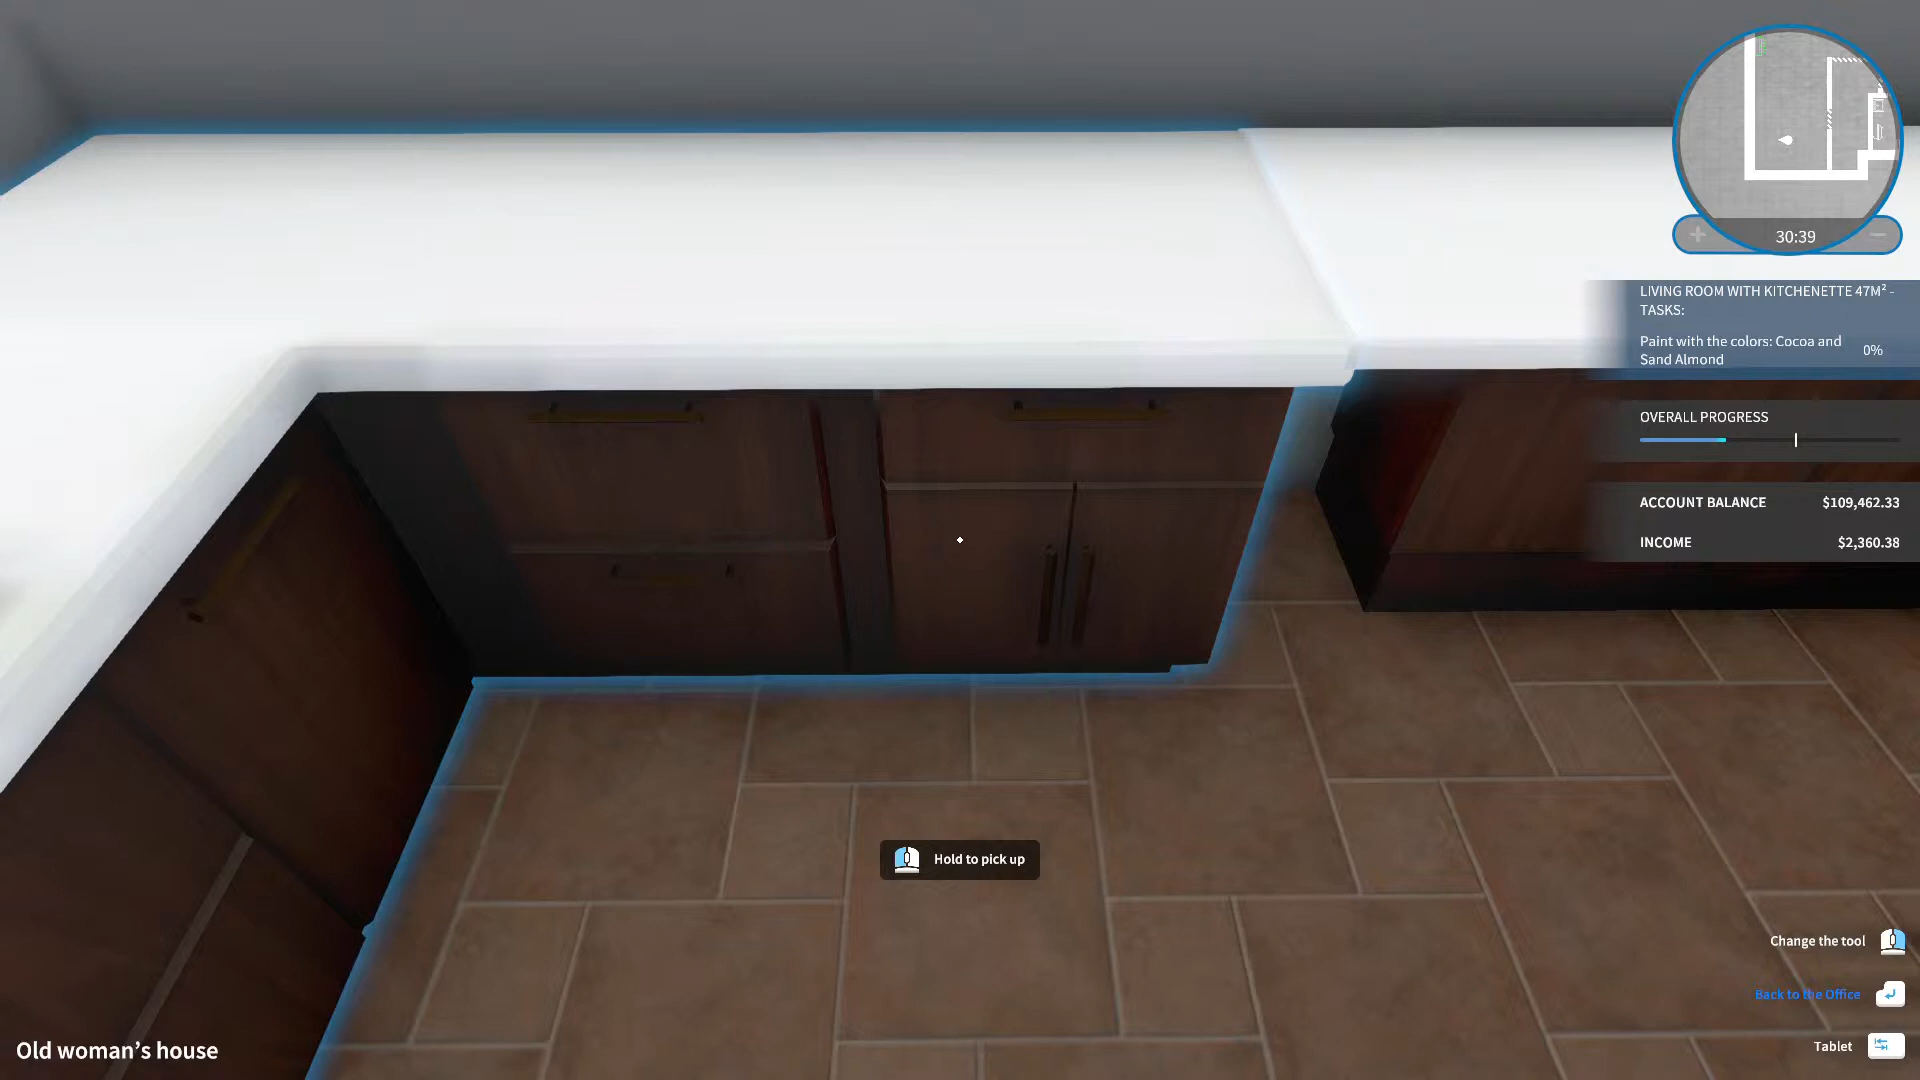 30:39
LIVING ROOM WITH KITCHENETTE 47M² -
TASKS:
Paint with the colors: Cocoa and
Sand Almond
0%
OVERALL PROGRESS
ACCOUNT BALANCE $109,462.33
INCOME $2,360.38
Hold to pick up
Change the tool
Back to the Office
Tablet
Old woman's house